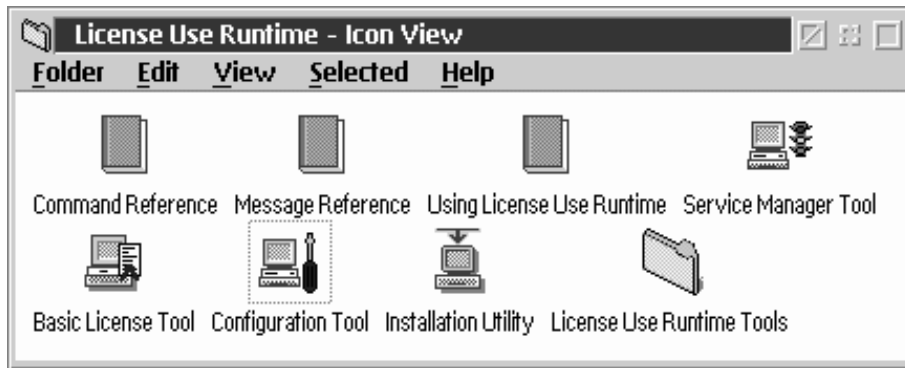 License Use Runtime - Icon View
Folder Edit View Selected Help
Command Reference Message Reference Using License Use Runtime Service Manager Tool
Basic License Tool Configuration Tool Installation Utility License Use Runtime Tools